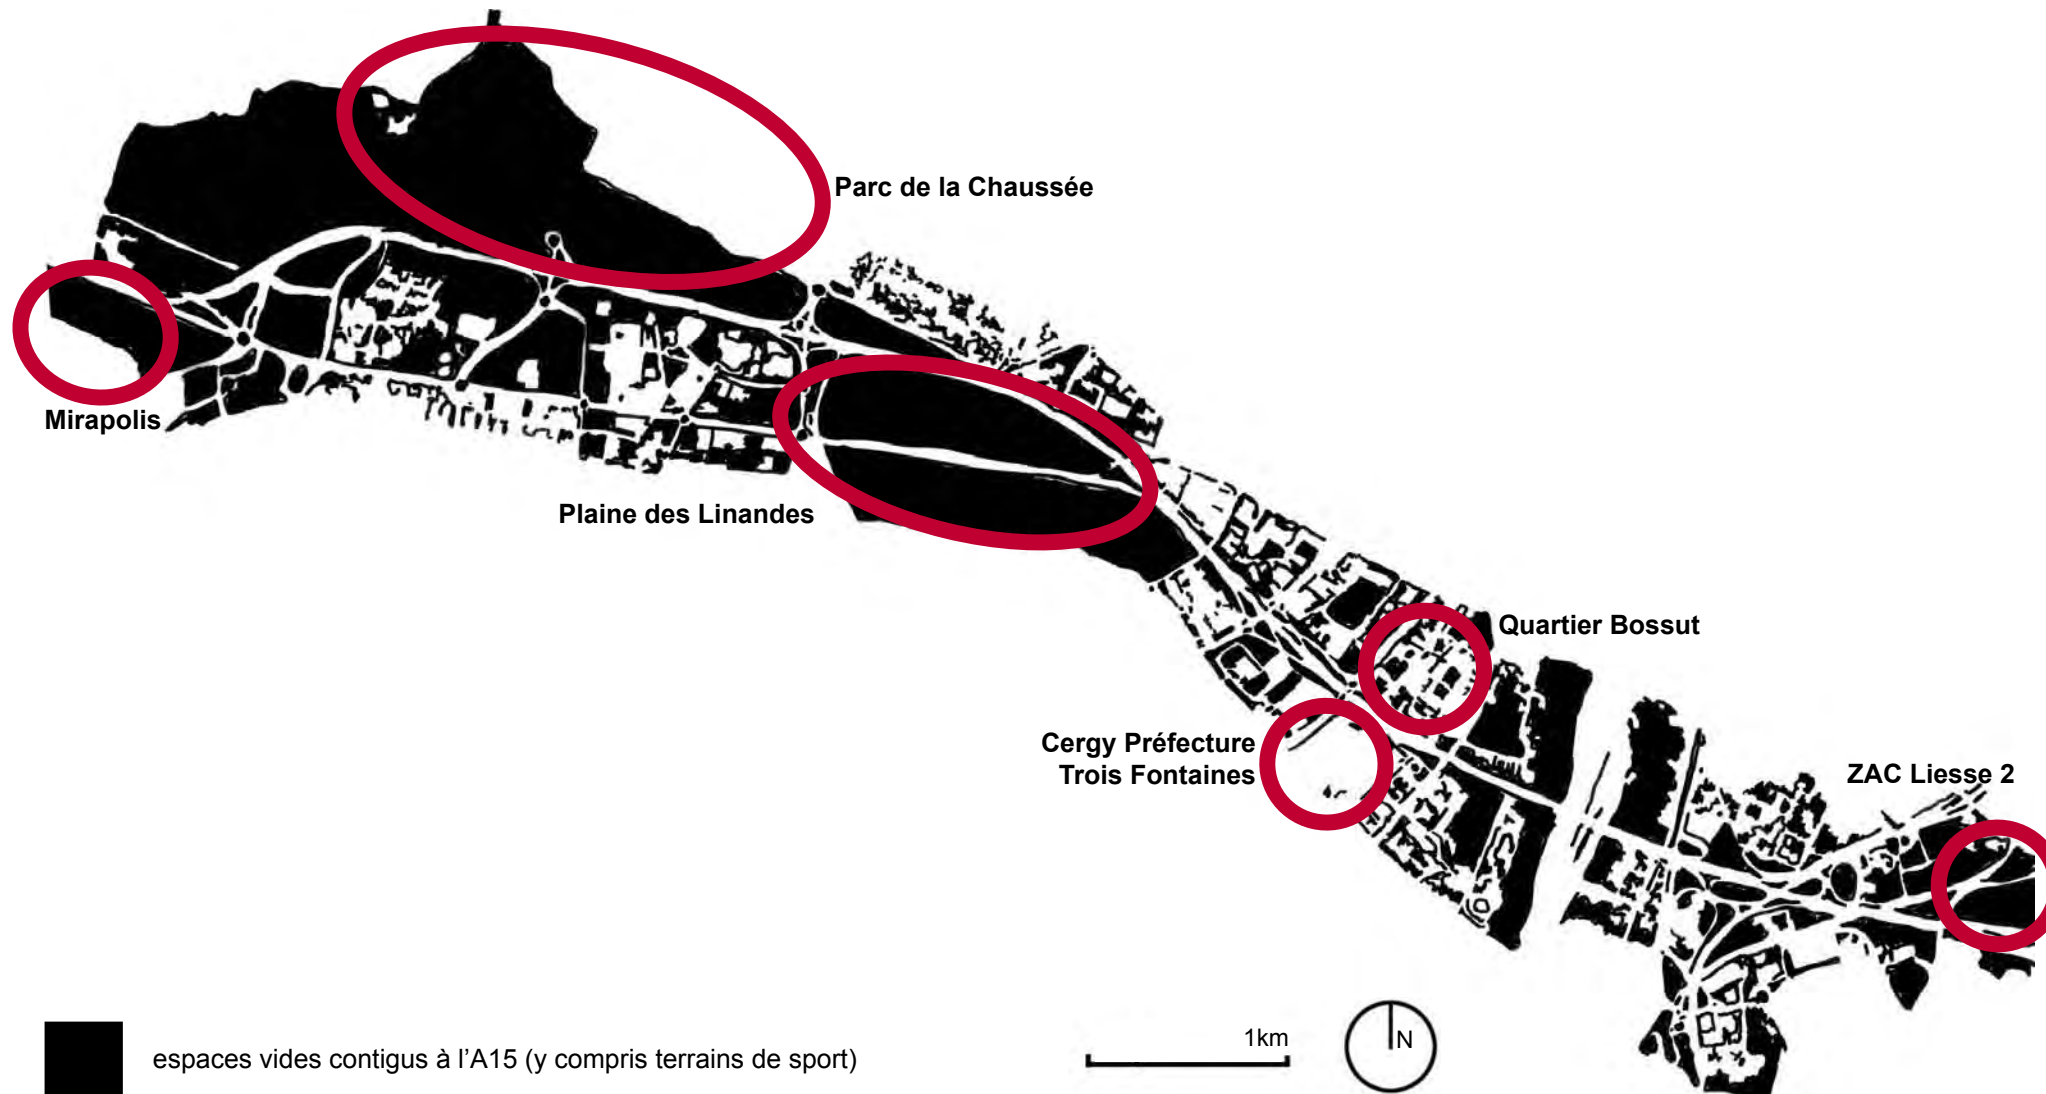 Parc de la Chaussée
Mirapolis
Plaine des Linandes
Quartier Bossut
Cergy Préfecture
Trois Fontaines
ZAC Liesse 2
1km
N
espaces vides contigus à l'A15 (y compris terrains de sport)